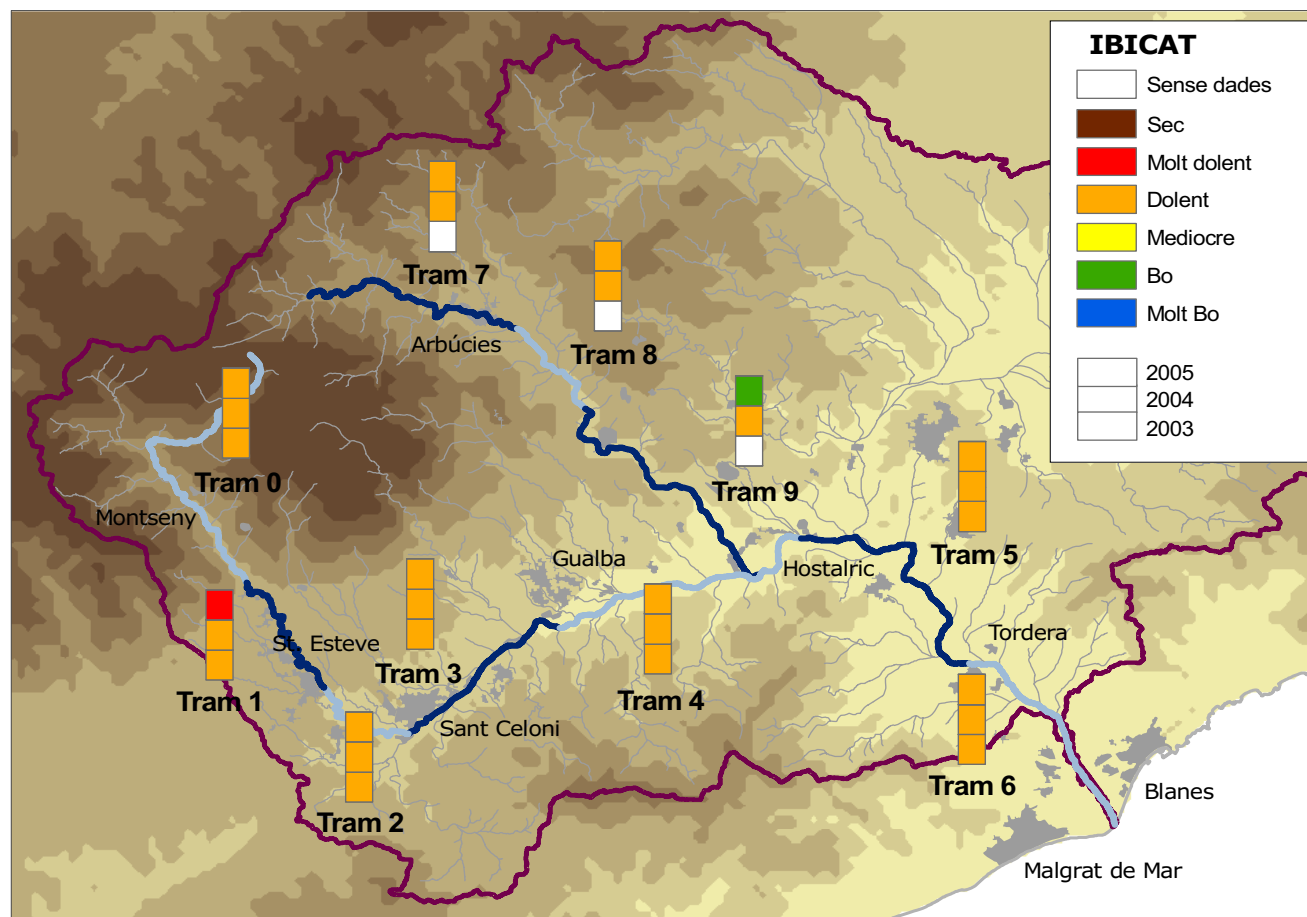 IBICAT
Sense dades
Sec
Molt dolent
Dolent
Mediocre
Bo
Molt Bo
2005
2004
2003
Tram 7
Arbúcies
Tram 8
Tram 0
Tram 9
Montseny
Tram 5
Gualba
Hostalric
St. Esteve
Tordera
Tram 3
Tram 4
Tram 1
Sant Celoni
Tram 6
Blanes
Tram 2
Malgrat de Mar